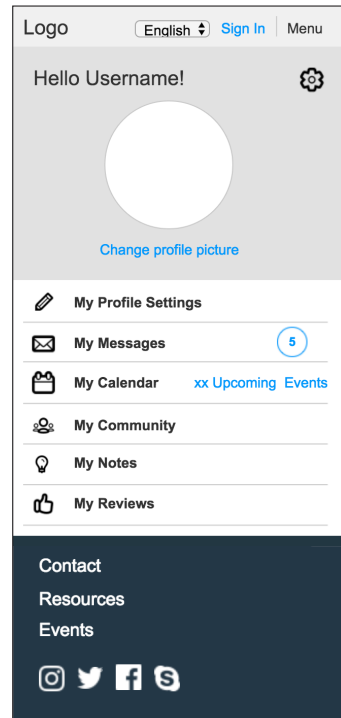 Logo English Sign In Menu
Hello Username!
Change profile picture
My Profile Settings
My Messages 5
My Calendar xx Upcoming Events
My Community
My Notes
My Reviews
Contact
Resources
Events